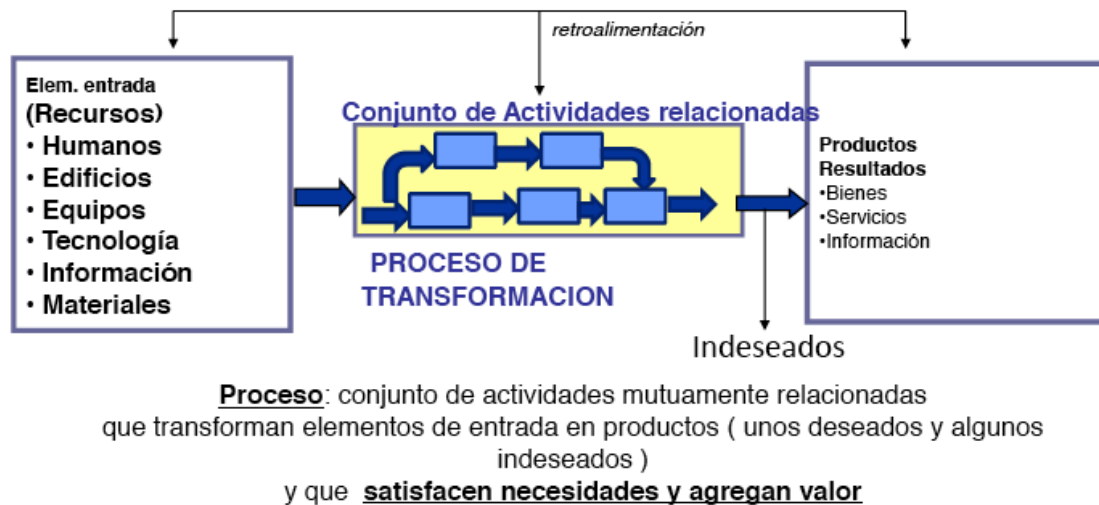 retroalimentación
Elem. entrada
(Recursos)
• Humanos
• Edificios
• Equipos
• Tecnología
• Información
• Materiales
Conjunto de Actividades relacionadas
PROCESO DE
TRANSFORMACION
Productos
Resultados
•Bienes
•Servicios
•Información
Indeseados
Proceso: conjunto de actividades mutuamente relacionadas
que transforman elementos de entrada en productos ( unos deseados y algunos
indeseados )
y que satisfacen necesidades y agregan valor